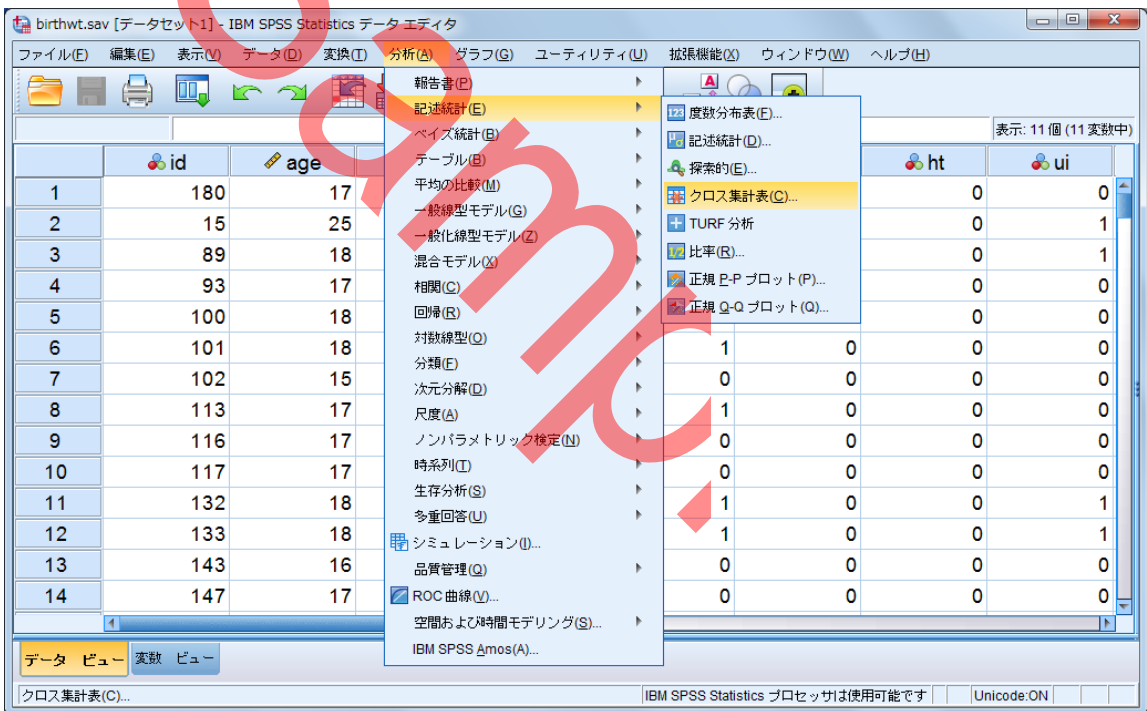 birthwt.sav [データセット1] - IBM SPSS Statistics データ エディタ
ファイル(F) 編集(E) 表示(V) データ(D) 変換(T) 分析(A) グラフ(G) ユーティリティ(U) 拡張機能(X) ウィンドウ(W) ヘルプ(H)
表示: 11 個 (11 変数中)
報告書(P)
記述統計(E)
ベイズ統計(B)
テーブル(B)
平均の比較(M)
一般線型モデル(G)
一般化線型モデル(Z)
混合モデル(X)
相関(C)
回帰(R)
対数線型(O)
分類(F)
次元分解(D)
尺度(A)
ノンパラメトリック検定(N)
時系列(T)
生存分析(S)
多重回答(U)
シミュレーション(I)...
品質管理(Q)
ROC 曲線(V)...
空間および時間モデリング(S)...
IBM SPSS Amos(A)...
度数分布表(F)...
記述統計(D)...
探索的(E)...
クロス集計表(C)...
TURF 分析
比率(R)...
正規 P-P プロット(P)...
正規 Q-Q プロット(Q)...
id age ht ui
1 180 17 0 0
2 15 25 0 1
3 89 18 0 1
4 93 17 0 0
5 100 18 0 0
6 101 18 1 0 0 0
7 102 15 0 0 0 0
8 113 17 1 0 0 0
9 116 17 0 0 0 0
10 117 17 0 0 0 0
11 132 18 1 0 0 1
12 133 18 1 0 0 1
13 143 16 0 0 0 0
14 147 17 0 0 0 0
データ ビュー 変数 ビュー
クロス集計表(C)... IBM SPSS Statistics プロセッサは使用可能です Unicode:ON